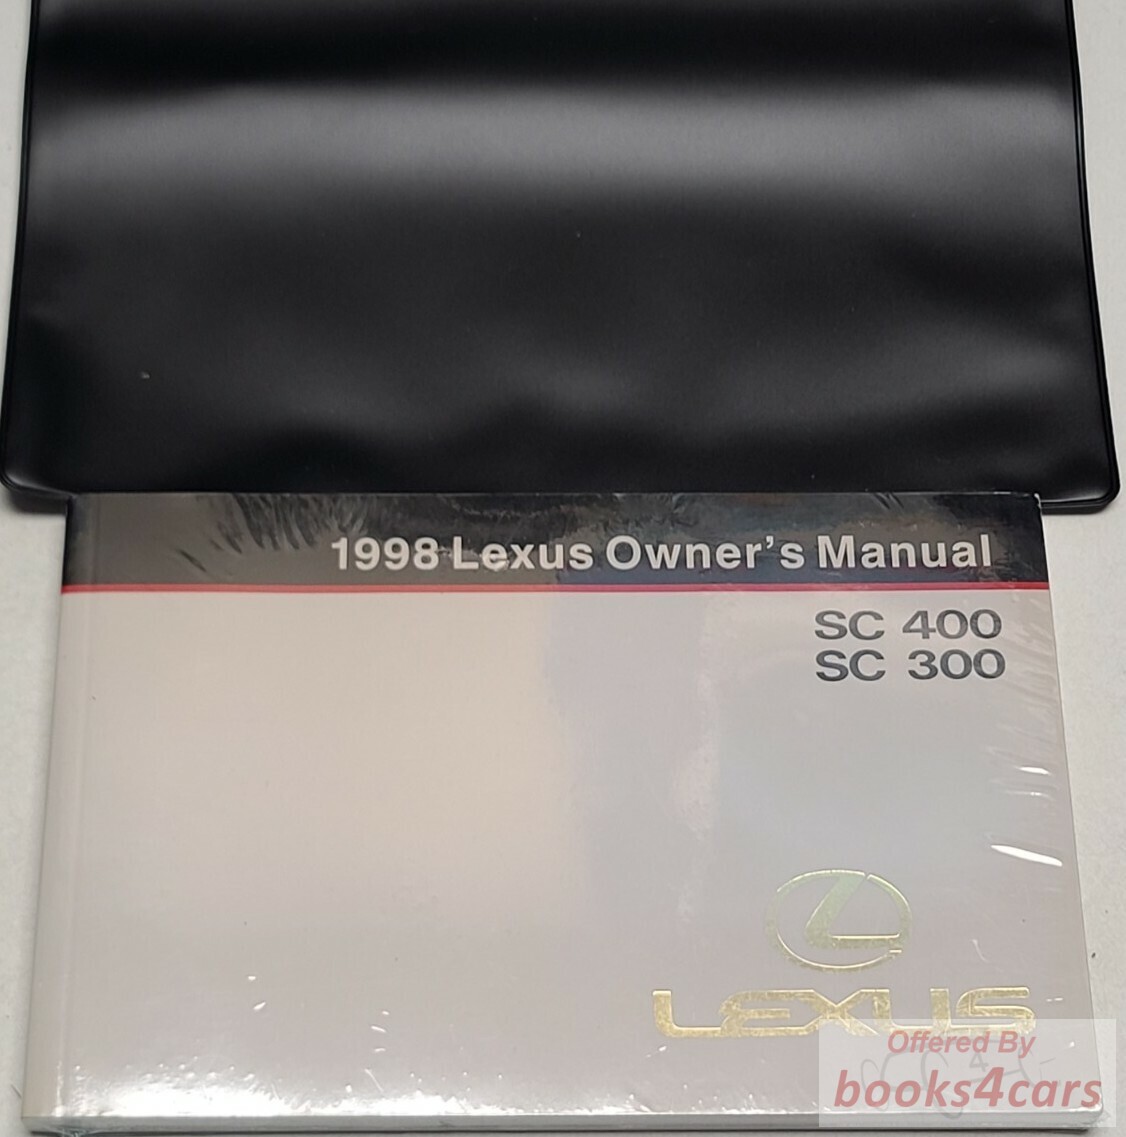 1998 Lexus Owner's Manual
SC 400
SC 300
LEXUS
Offered By
books4cars